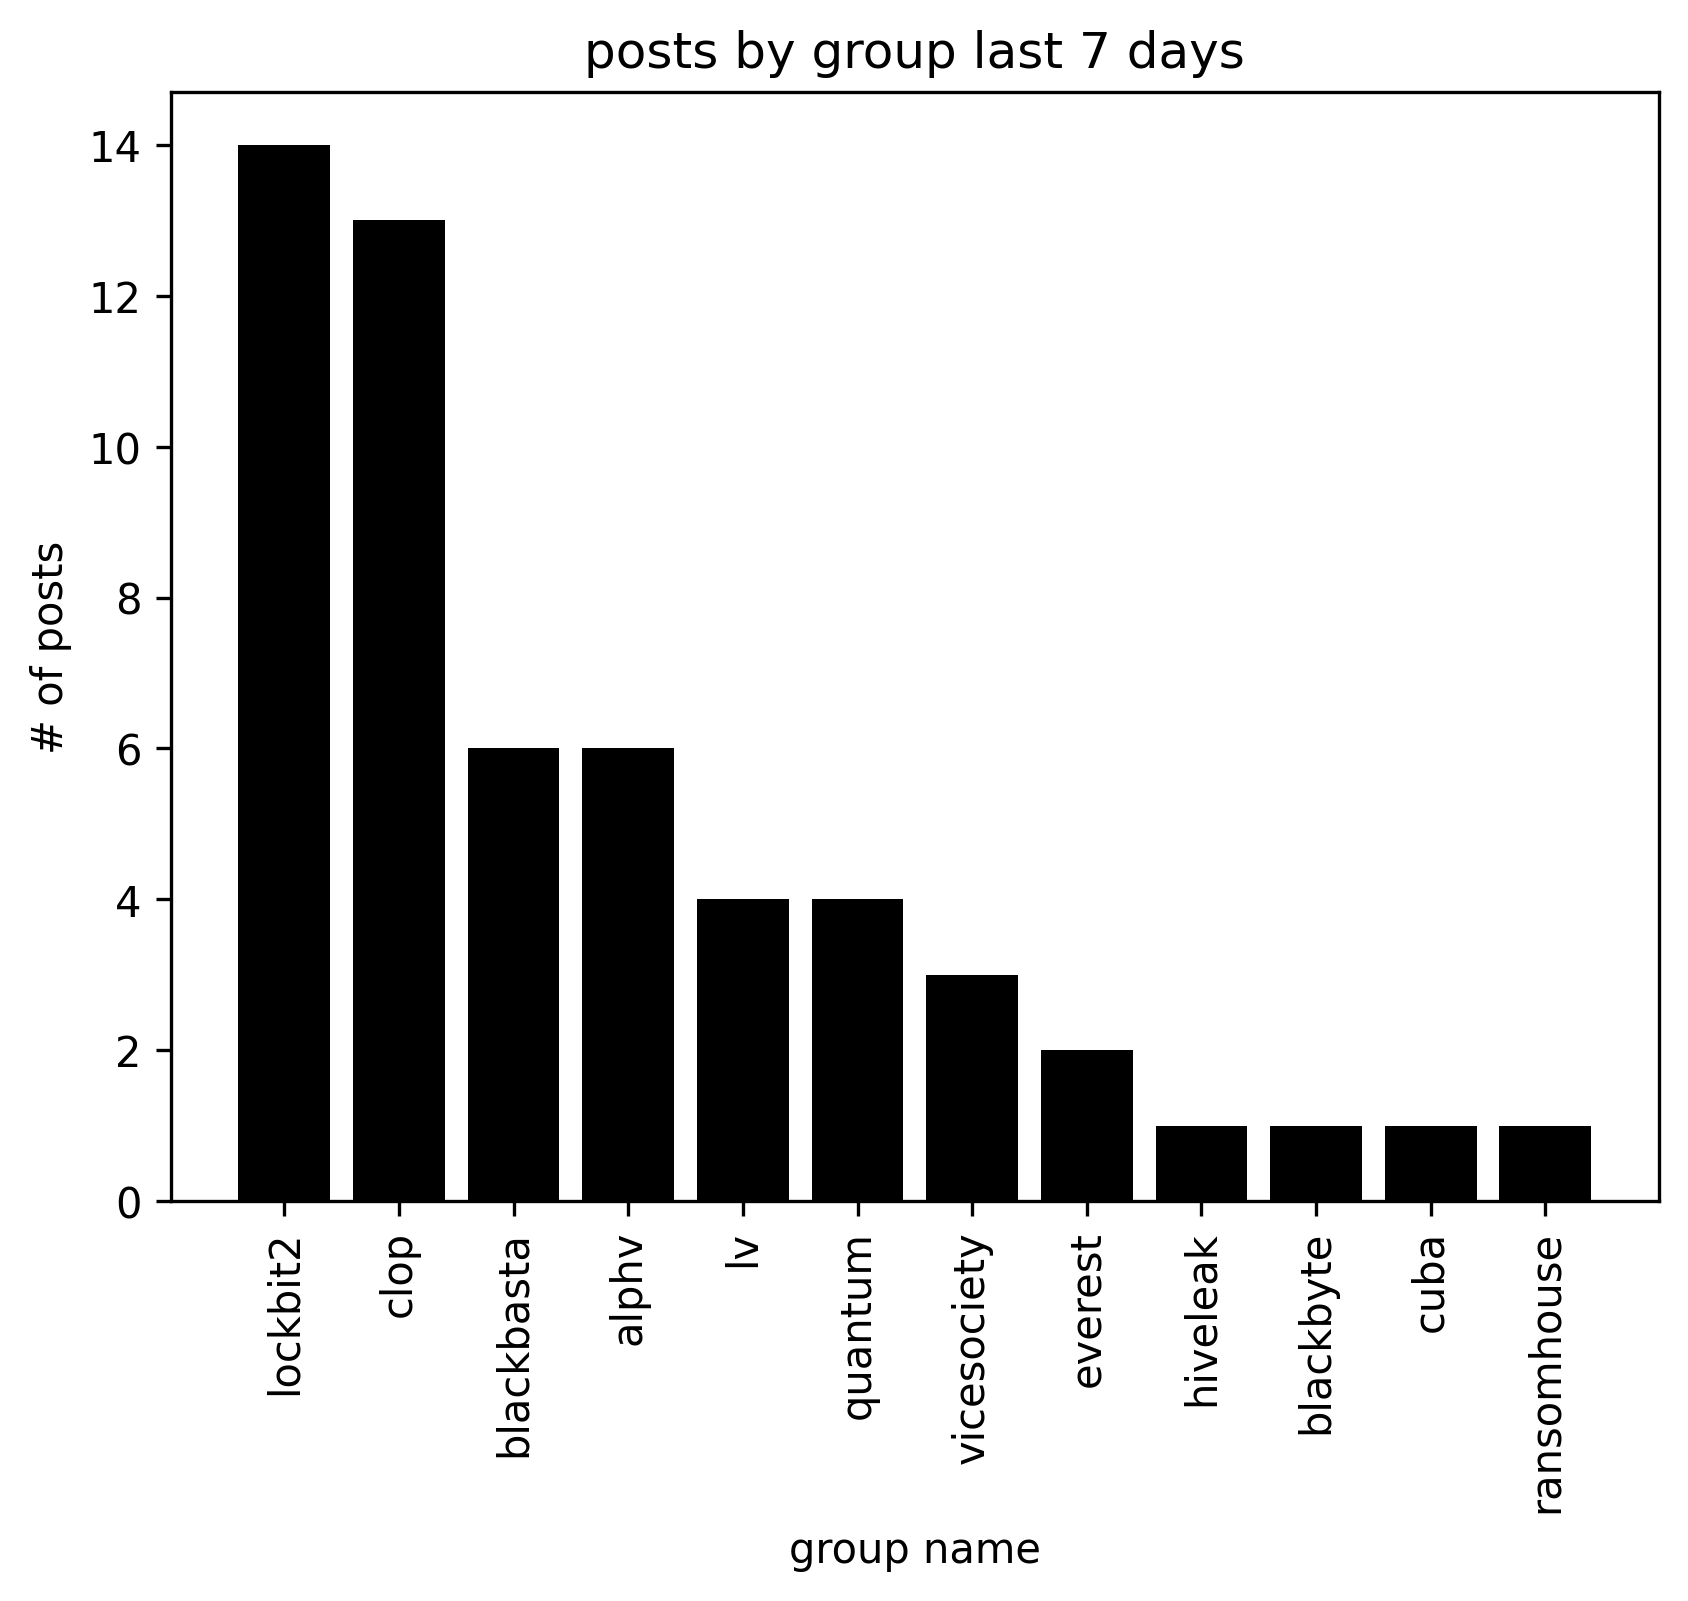 posts by group last 7 days
# of posts
14
12
10
8
6
4
2
0
lockbit2
clop
blackbasta
alphv
lv
quantum
vicesociety
everest
hiveleak
blackbyte
cuba
ransomhouse
group name